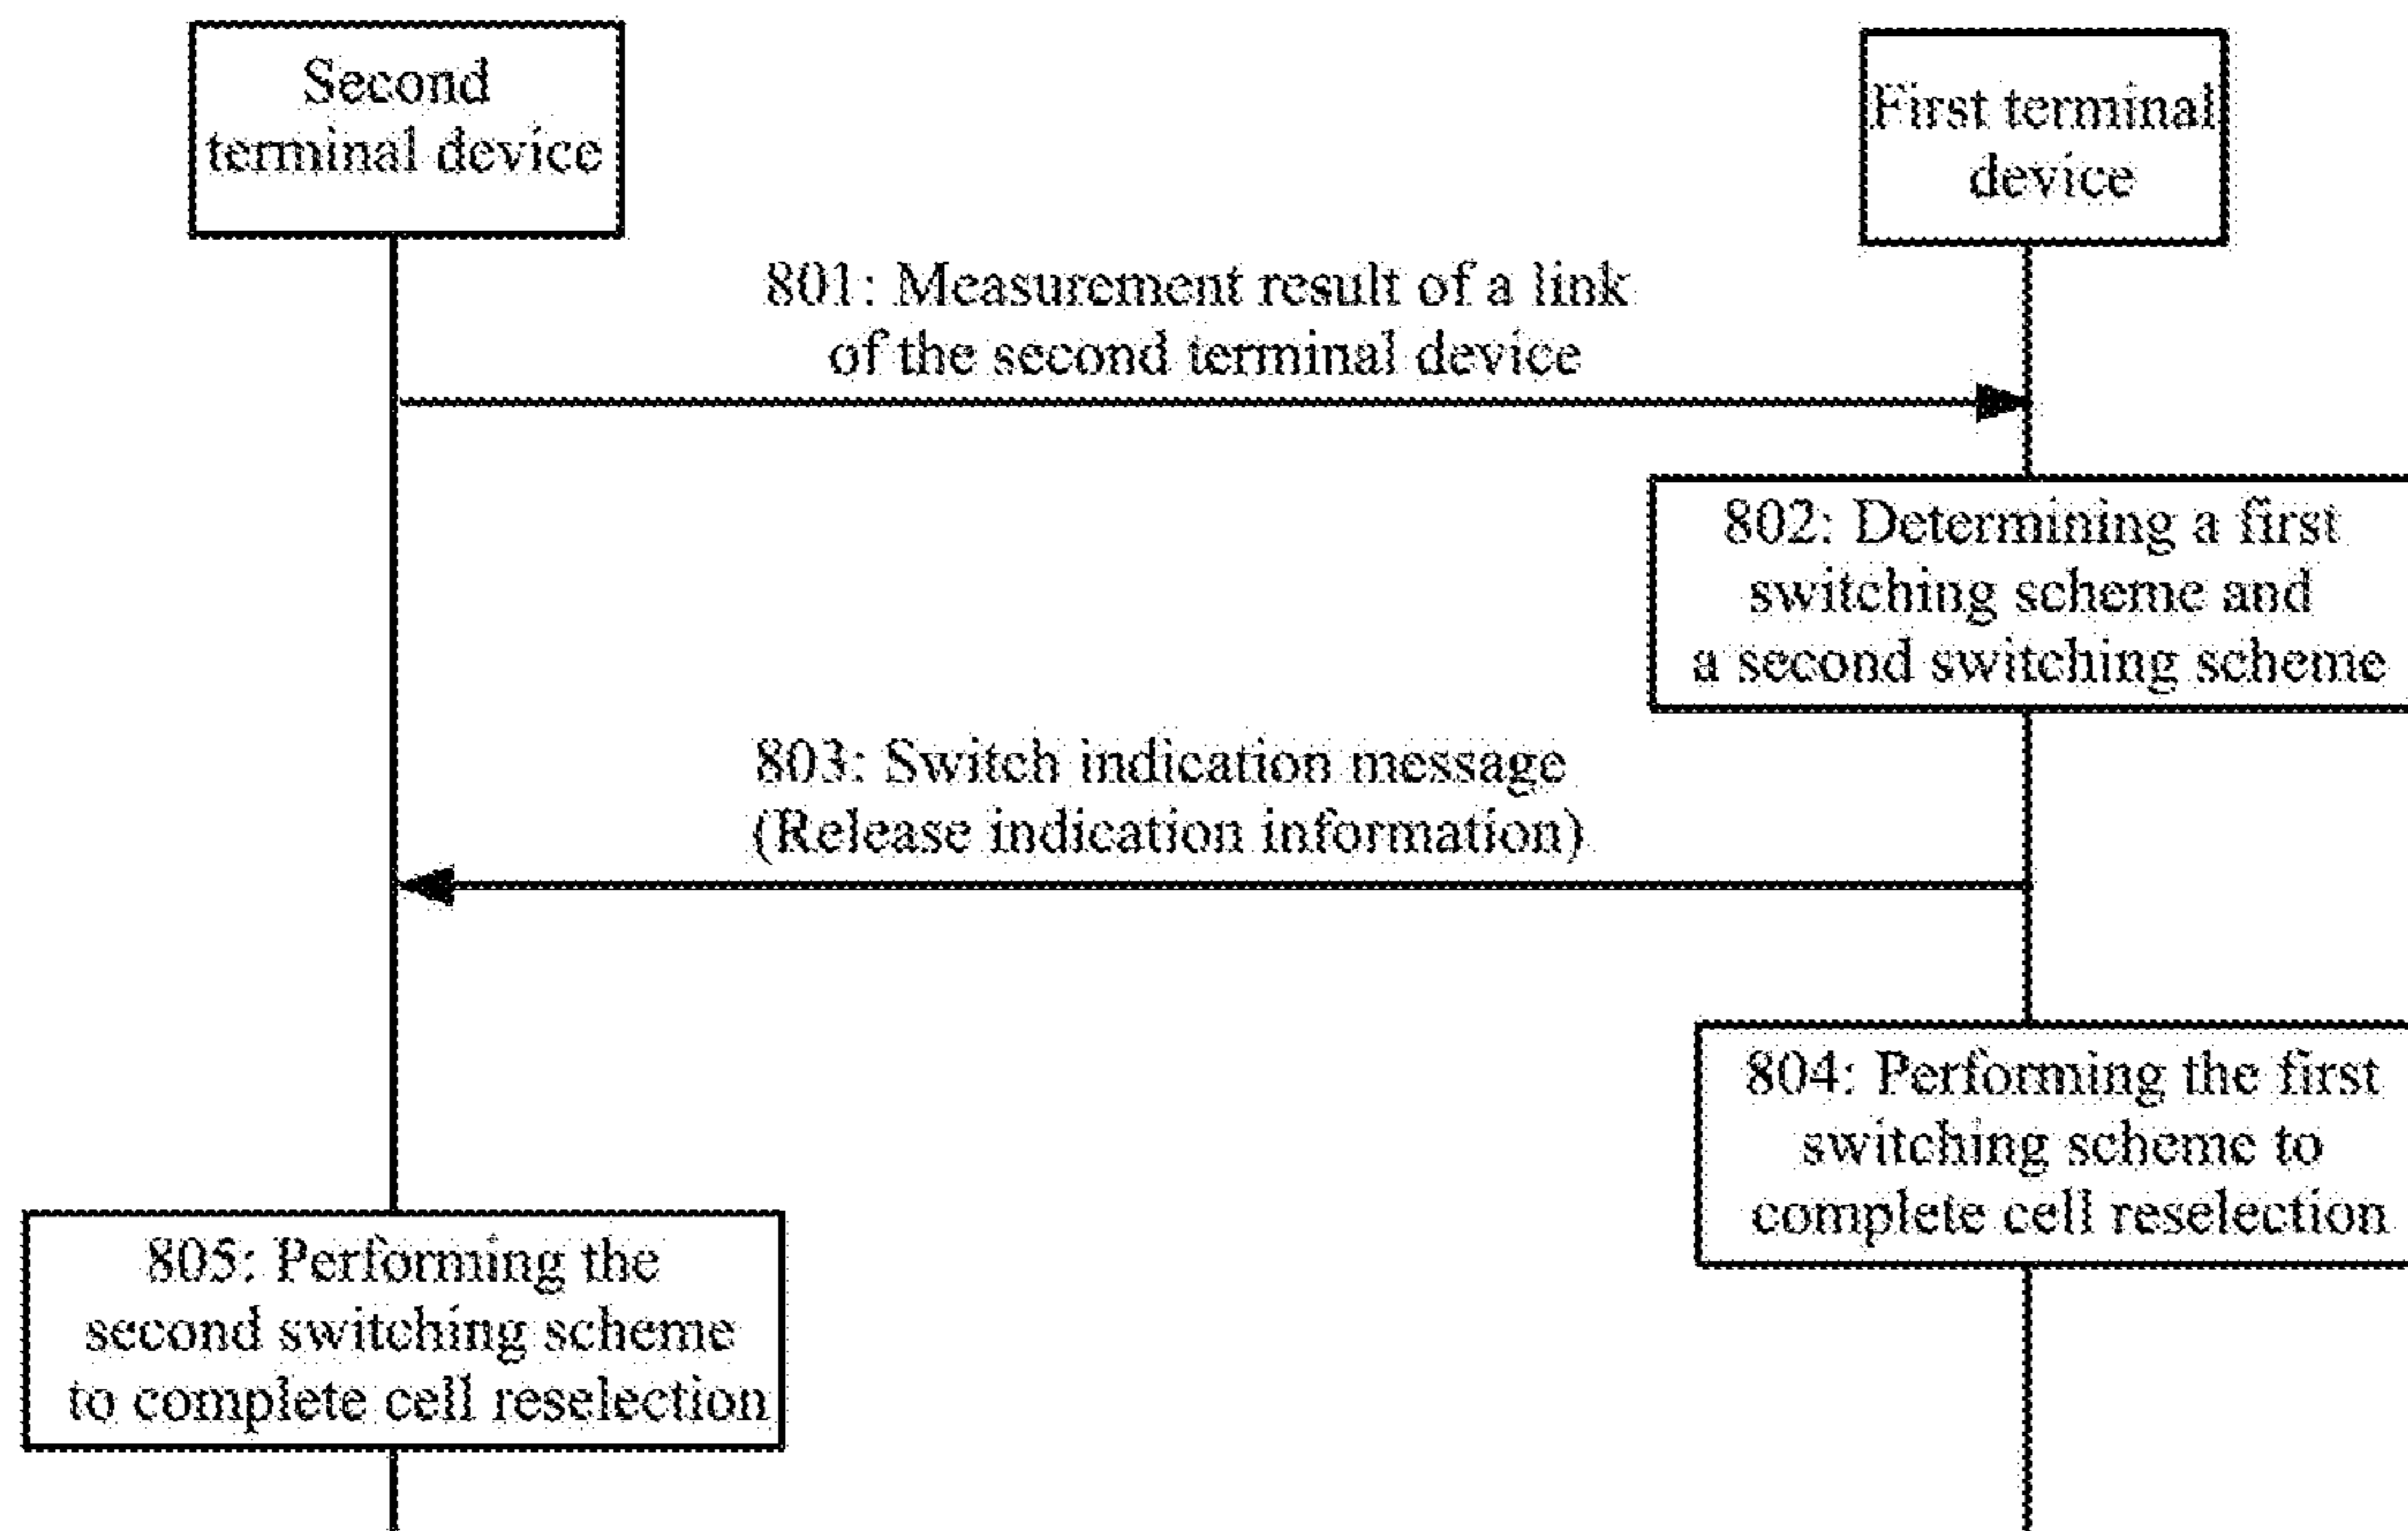 Second
terminal device
First terminal
device
801: Measurement result of a link
of the second terminal device
802: Determining a first
switching scheme and
a second switching scheme
803: Switch indication message
(Release indication information)
804: Performing the first
switching scheme to
complete cell reselection
805: Performing the
second switching scheme
to complete cell reselection